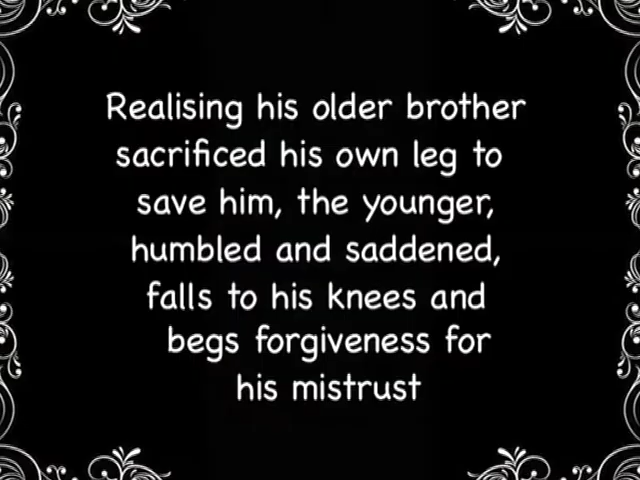 Realising his older brother
sacrificed his own leg to
save him, the younger,
humbled and saddened,
falls to his knees and
begs forgiveness for
his mistrust